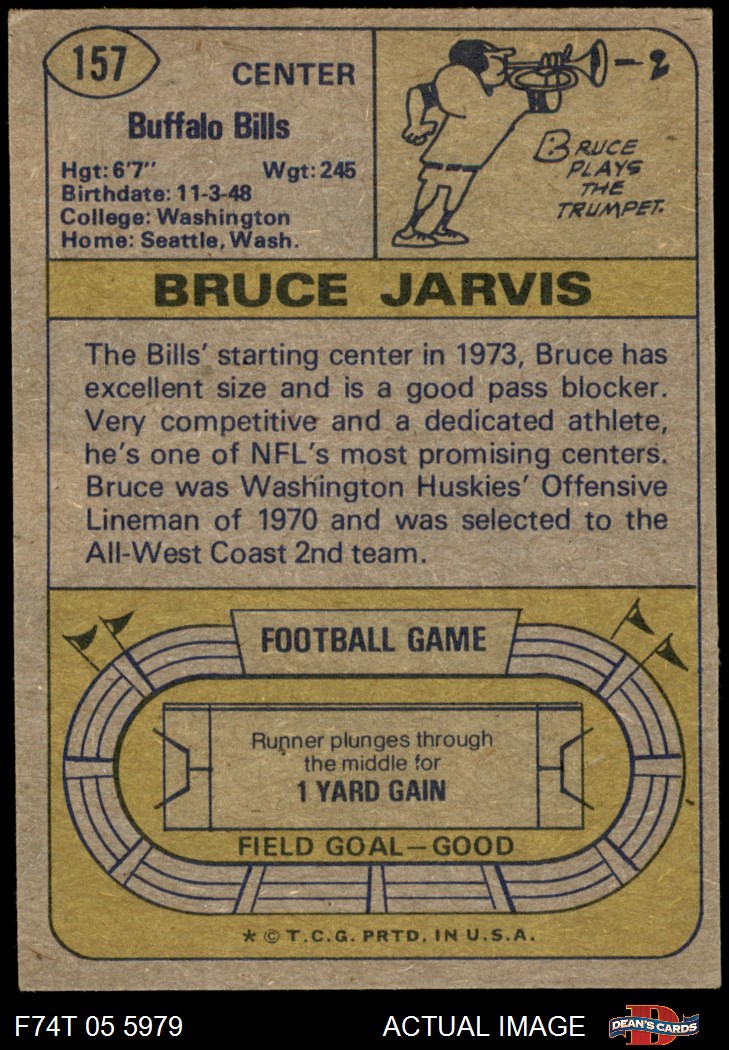 157
CENTER
Buffalo Bills
Hgt: 6'7" Wgt: 245
Birthdate: 11-3-48
College: Washington
Home: Seattle, Wash.
BRUCE
PLAYS
THE
TRUMPET.
BRUCE JARVIS
The Bills' starting center in 1973, Bruce has
excellent size and is a good pass blocker.
Very competitive and a dedicated athlete,
he's one of NFL's most promising centers.
Bruce was Washington Huskies' Offensive
Lineman of 1970 and was selected to the
All-West Coast 2nd team.
FOOTBALL GAME
Runner plunges through
the middle for
1 YARD GAIN
FIELD GOAL—GOOD
* © T.C.G. PRTD. IN U.S.A.
F74T 05 5979 ACTUAL IMAGE DEAN'S CARDS